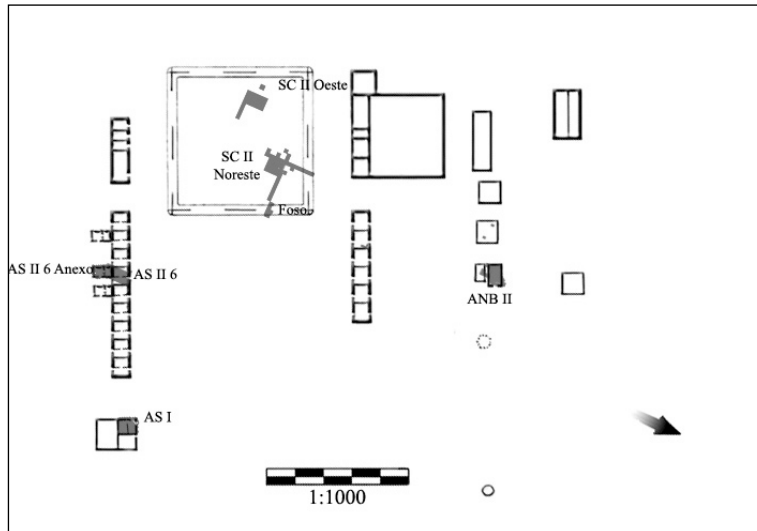 SC II Oeste
SC II
Noreste
Foso
AS II 6 Anexo
AS II 6
ANB II
AS I
1:1000